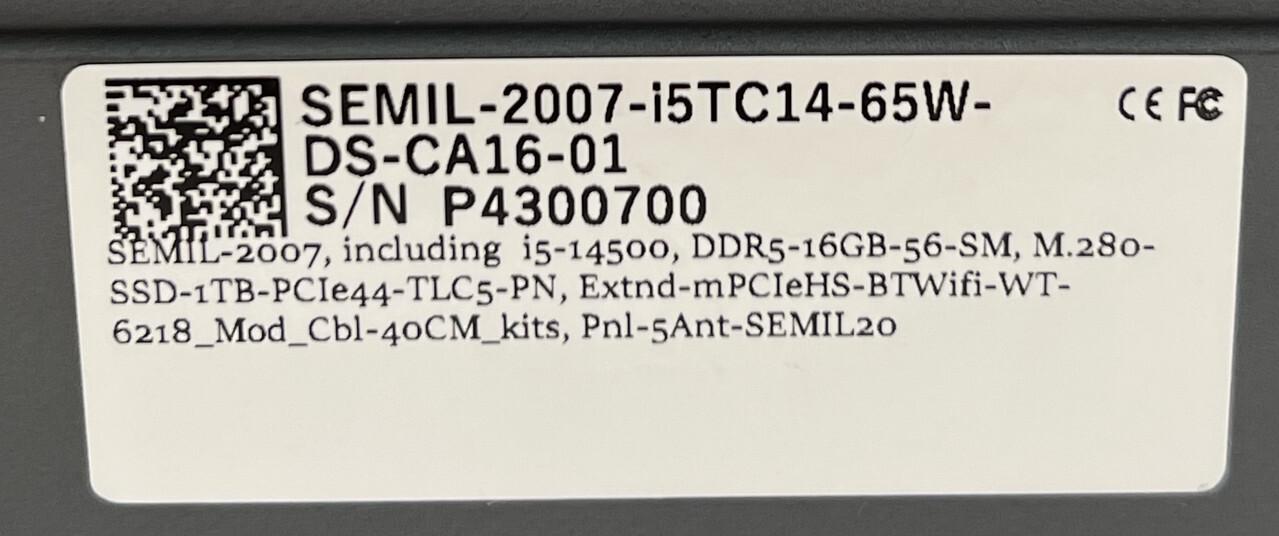 SEMIL-2007-i5TC14-65W-
CE FC
DS-CA16-01
S/N P4300700
SEMIL-2007, including i5-14500, DDR5-16GB-56-SM, M.280-
SSD-1TB-PCIe44-TLC5-PN, Extnd-mPCIeHS-BTWifi-WT-
6218_Mod_Cbl-40CM_kits, Pnl-5Ant-SEMIL20